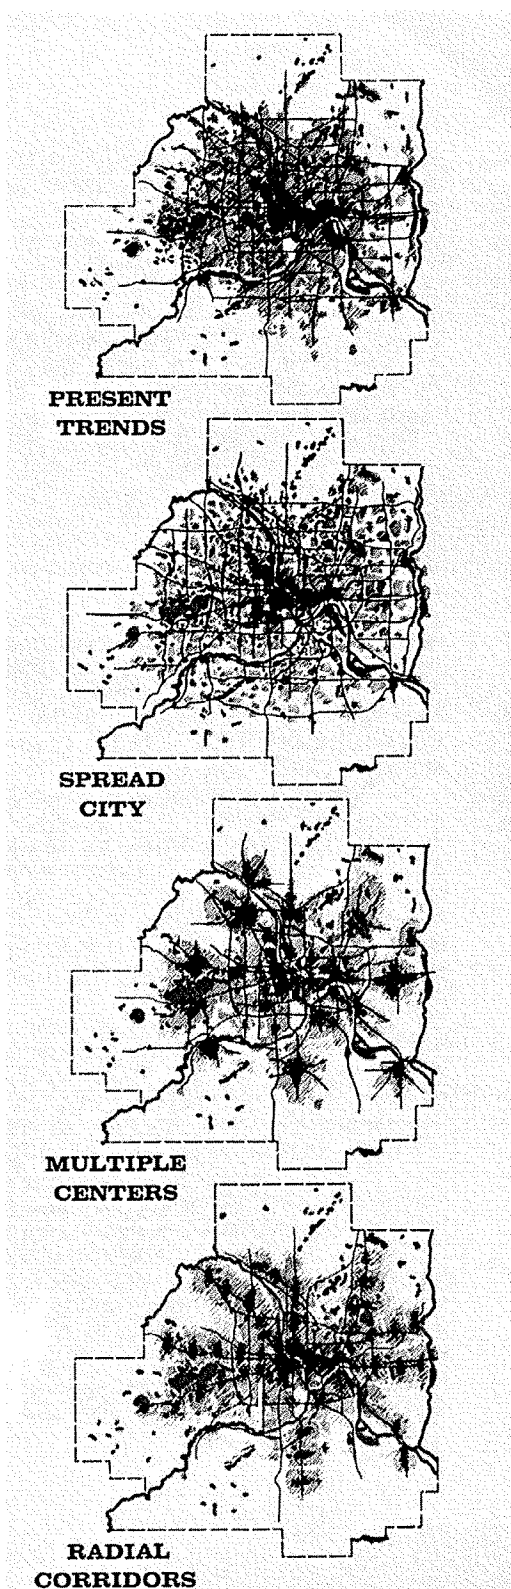 PRESENT
TRENDS
SPREAD
CITY
MULTIPLE
CENTERS
RADIAL
CORRIDORS